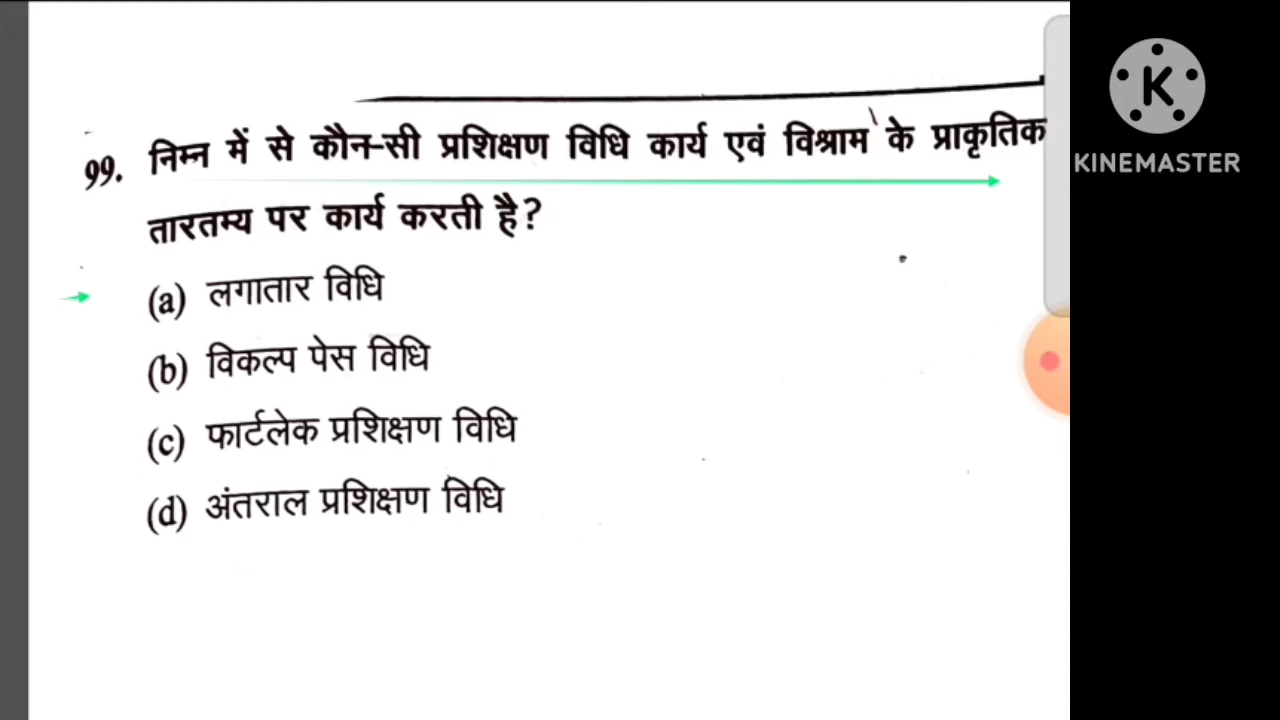 99. निम्न में से कौन-सी प्रशिक्षण विधि कार्य एवं विश्राम के प्राकृतिक
तारतम्य पर कार्य करती है?
(a) लगातार विधि
(b) विकल्प पेस विधि
(c) फार्टलेक प्रशिक्षण विधि
(d) अंतराल प्रशिक्षण विधि
K
KINEMASTER